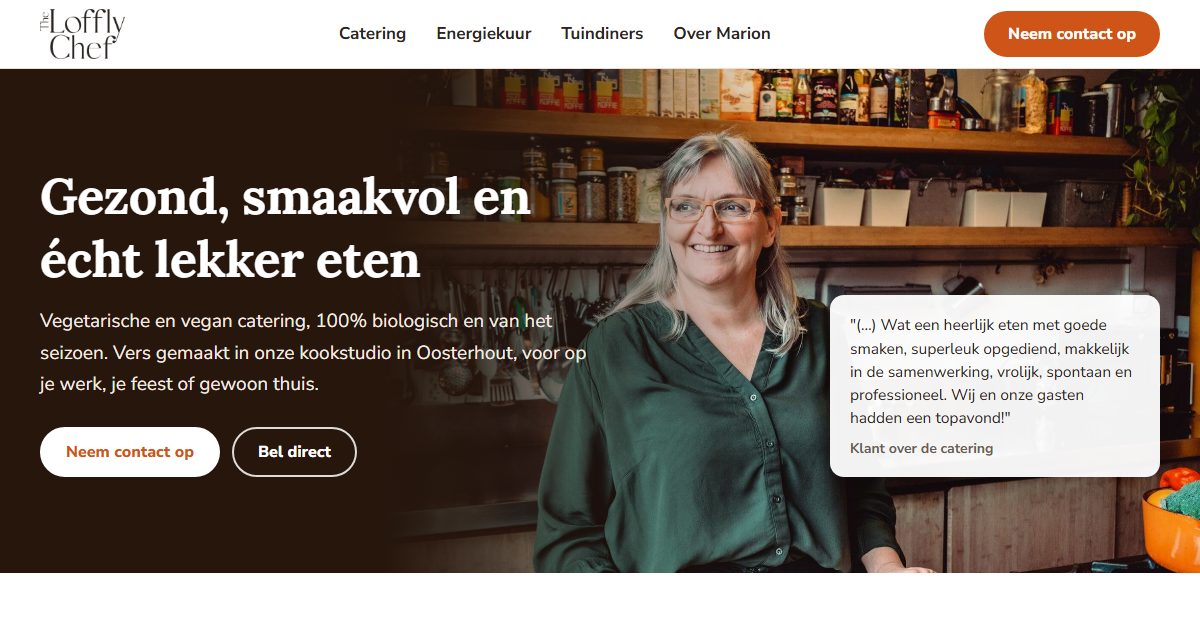 The Loffly
Chef
Catering Energiekuur Tuindiners Over Marion
Neem contact op
Gezond, smaakvol en
écht lekker eten
Vegetarische en vegan catering, 100% biologisch en van het
seizoen. Vers gemaakt in onze kookstudio in Oosterhout, voor op
je werk, je feest of gewoon thuis.
Neem contact op
Bel direct
"(...) Wat een heerlijk eten met goede
smaken, superleuk opgediend, makkelijk
in de samenwerking, vrolijk, spontaan en
professioneel. Wij en onze gasten
hadden een topavond!"
Klant over de catering